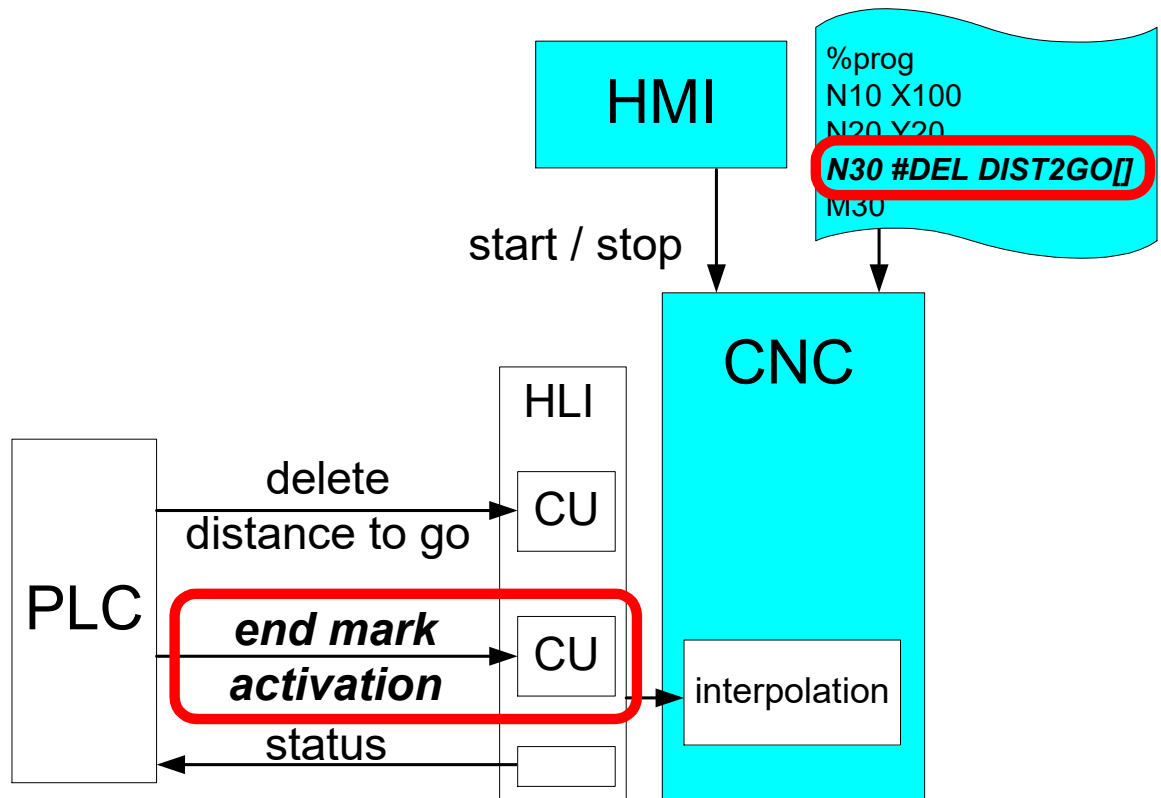 HMI
%prog
N10 X100
N20 Y20
N30 #DEL DIST2GO[]
M30
start / stop
CNC
HLI
delete
distance to go
CU
PLC
end mark
activation
CU
interpolation
status